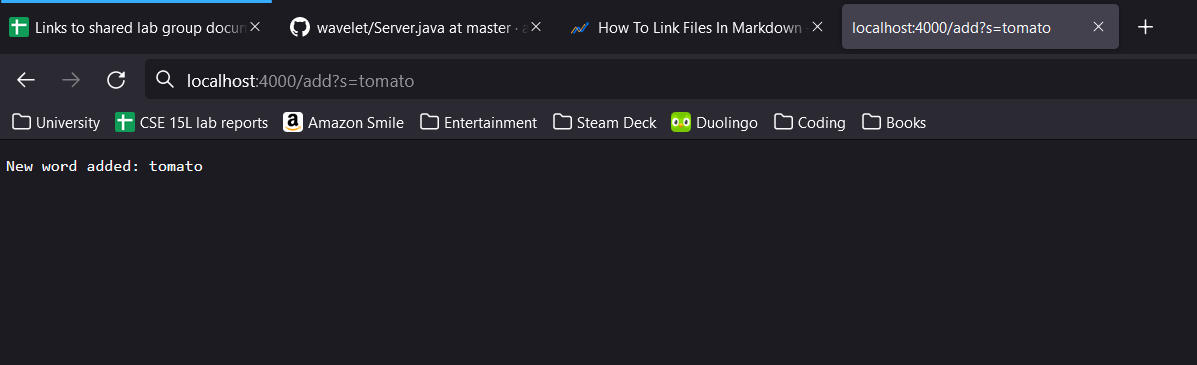 Links to shared lab group docun
wavelet/Server.java at master · a
How To Link Files In Markdown -
localhost:4000/add?s=tomato
localhost:4000/add?s=tomato
University
CSE 15L lab reports
Amazon Smile
Entertainment
Steam Deck
Duolingo
Coding
Books
New word added: tomato